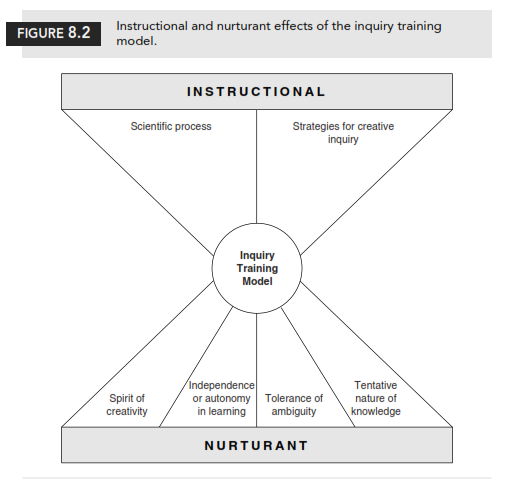 FIGURE 8.2
Instructional and nurturant effects of the inquiry training
model.
INSTRUCTIONAL
Scientific process
Strategies for creative
inquiry
Inquiry
Training
Model
Spirit of
creativity
Independence
or autonomy
in learning
Tolerance of
ambiguity
Tentative
nature of
knowledge
NURTURANT